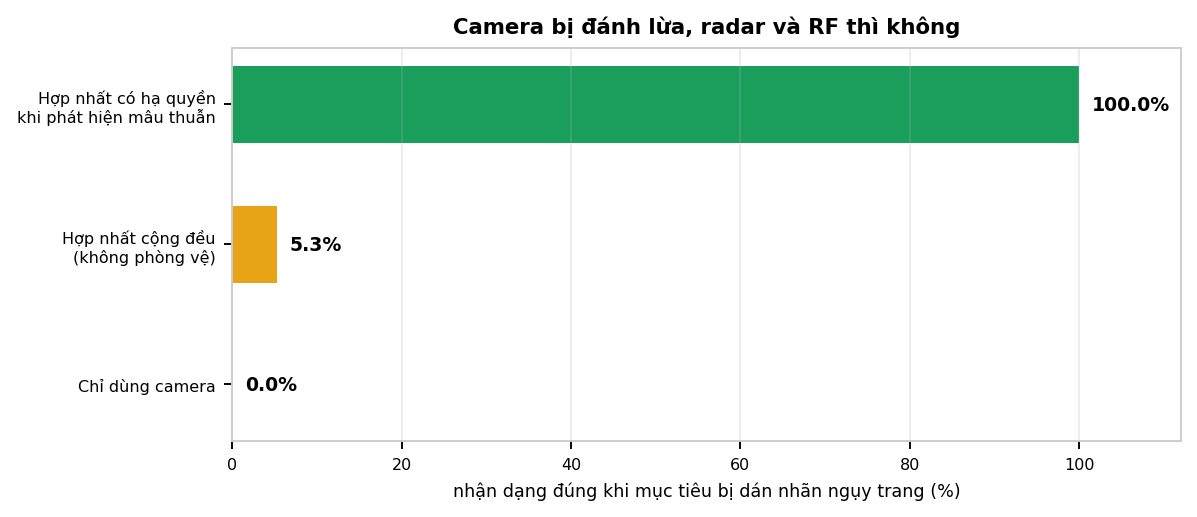 Camera bị đánh lừa, radar và RF thì không
Hợp nhất có hạ quyền
khi phát hiện mâu thuẫn
100.0%
Hợp nhất cộng đều
(không phòng vệ)
5.3%
Chỉ dùng camera
0.0%
0 20 40 60 80 100
nhận dạng đúng khi mục tiêu bị dán nhãn ngụy trang (%)